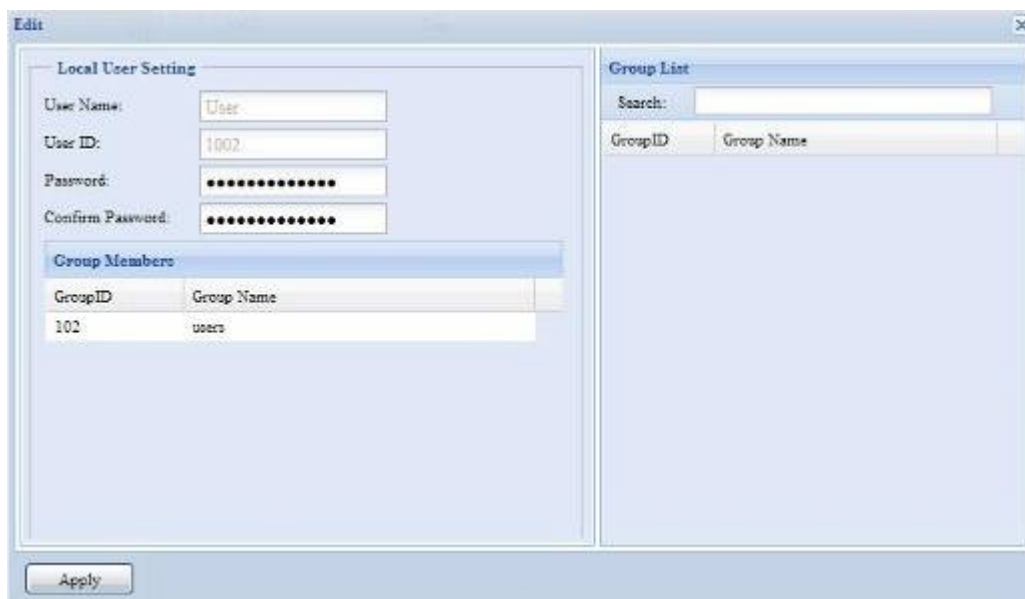 Edit
Local User Setting
User Name: User
User ID: 1002
Password: •••••••••••••
Confirm Password: •••••••••••••
Group Members
GroupID Group Name
102 users
Group List
Search:
GroupID Group Name
Apply